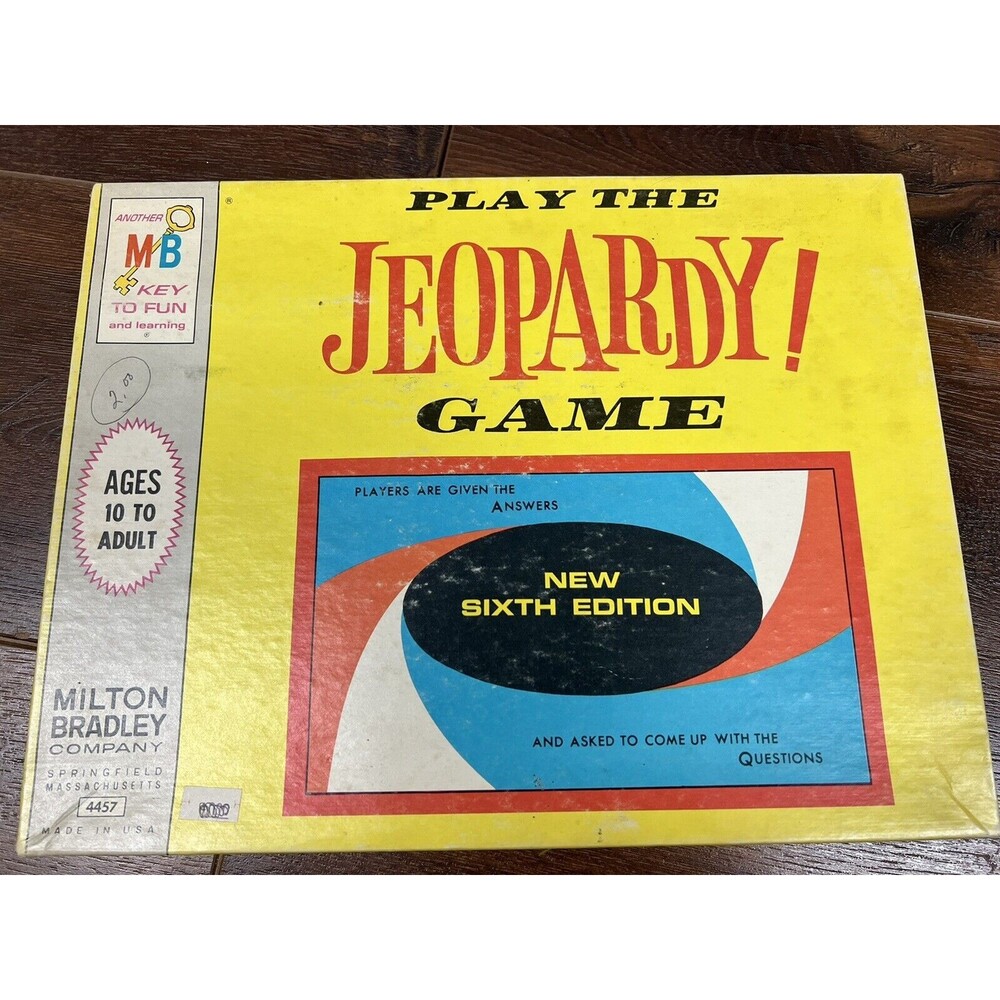 ANOTHER
MB
KEY
TO FUN
and learning
®
®
2.00
AGES
10 TO
ADULT
MILTON
BRADLEY
COMPANY
SPRINGFIELD
MASSACHUSETTS
4457
MADE IN U.S.A.
PLAY THE
JEOPARDY!
GAME
PLAYERS ARE GIVEN THE
ANSWERS
NEW
SIXTH EDITION
AND ASKED TO COME UP WITH THE
QUESTIONS